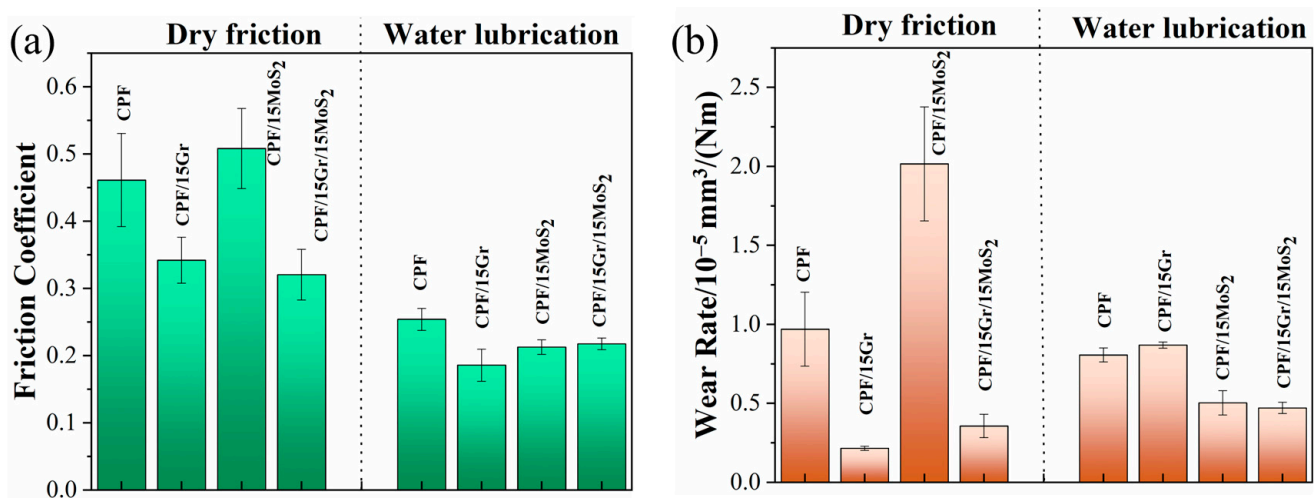 (a)
Dry friction
Water lubrication
Friction Coefficient
0.6
0.5
0.4
0.3
0.2
0.1
0.0
CPF
CPF/15Gr
CPF/15MoS₂
CPF/15Gr/15MoS₂
CPF
CPF/15Gr
CPF/15MoS₂
CPF/15Gr/15MoS₂
(b)
Dry friction
Water lubrication
Wear Rate/10⁻⁵ mm³/(Nm)
2.5
2.0
1.5
1.0
0.5
0.0
CPF
CPF/15Gr
CPF/15MoS₂
CPF/15Gr/15MoS₂
CPF
CPF/15Gr
CPF/15MoS₂
CPF/15Gr/15MoS₂